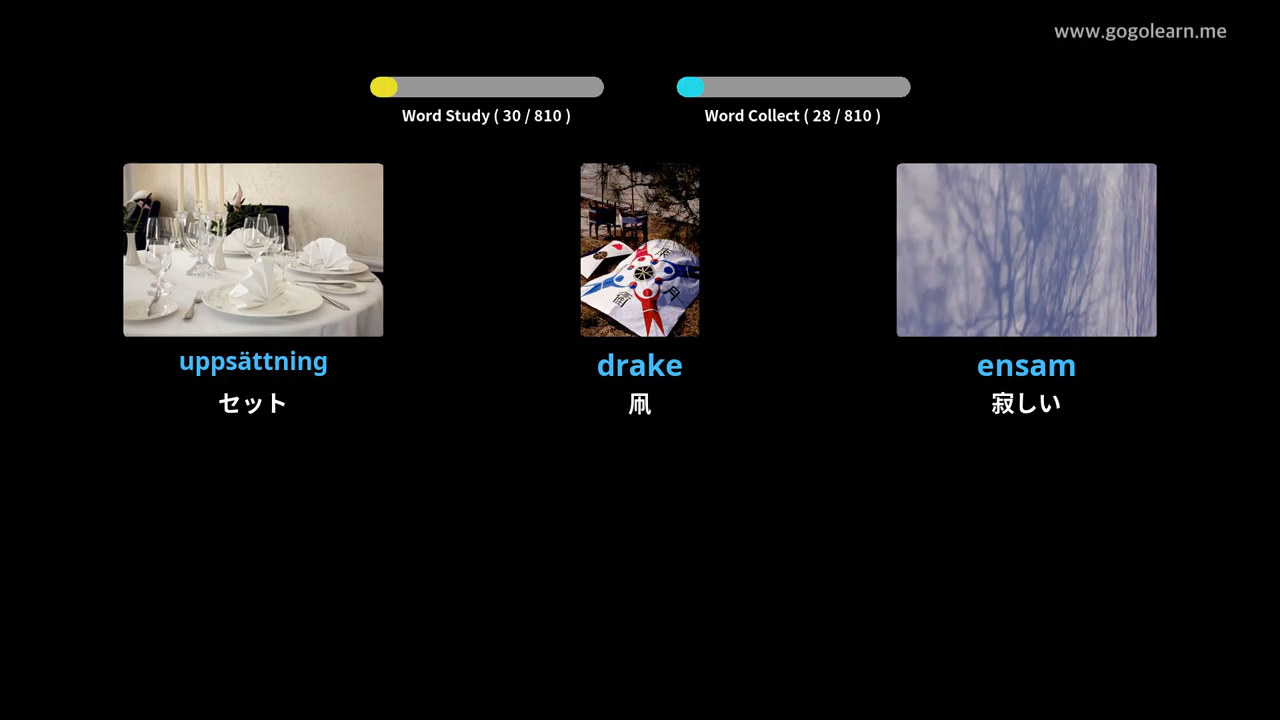 www.gogolearn.me
Word Study ( 30 / 810 )
Word Collect ( 28 / 810 )
uppsättning
drake
ensam
セット
凧
寂しい